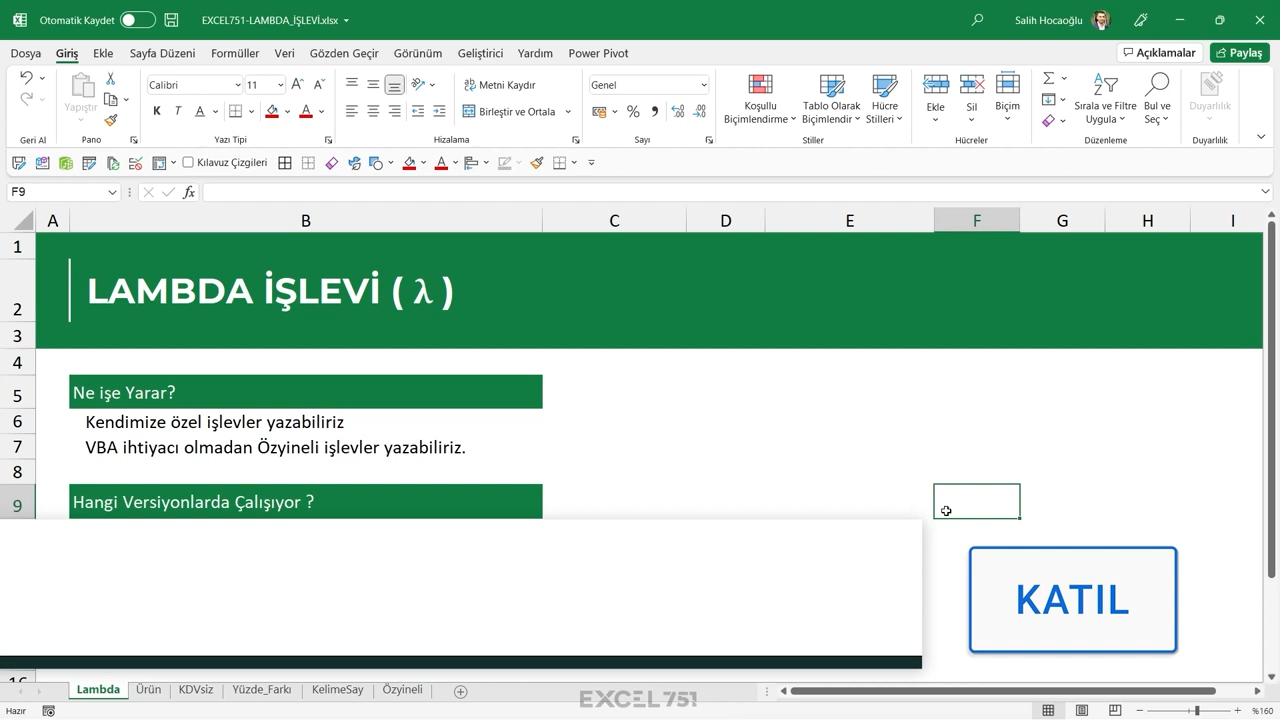 Otomatik Kaydet
EXCEL751-LAMBDA_İŞLEVİ.xlsx
Salih Hocaoğlu
Dosya Giriş Ekle Sayfa Düzeni Formüller Veri Gözden Geçir Görünüm Geliştirici Yardım Power Pivot Açıklamalar Paylaş
Yapıştır
Calibri 11
K T A
Metni Kaydır
Birleştir ve Ortala
Genel
Koşullu Biçimlendirme
Tablo Olarak Biçimlendir
Hücre Stilleri
Ekle Sil Biçim
Sırala ve Filtre Uygula
Bul ve Seç
Duyarlılık
Geri Al Pano Yazı Tipi Hizalama Sayı Stiller Hücreler Düzenleme Duyarlılık
Kılavuz Çizgileri
F9 fx
A B C D E F G H I
1
2 LAMBDA İŞLEVİ ( λ )
3
4
5 Ne işe Yarar?
6 Kendimize özel işlevler yazabiliriz
7 VBA ihtiyacı olmadan Özyineli işlevler yazabiliriz.
8
9 Hangi Versiyonlarda Çalışıyor ?
KATIL
16
Lambda Ürün KDVsiz Yüzde_Farkı KelimeSay Özyineli
EXCEL751
Hazır
%160